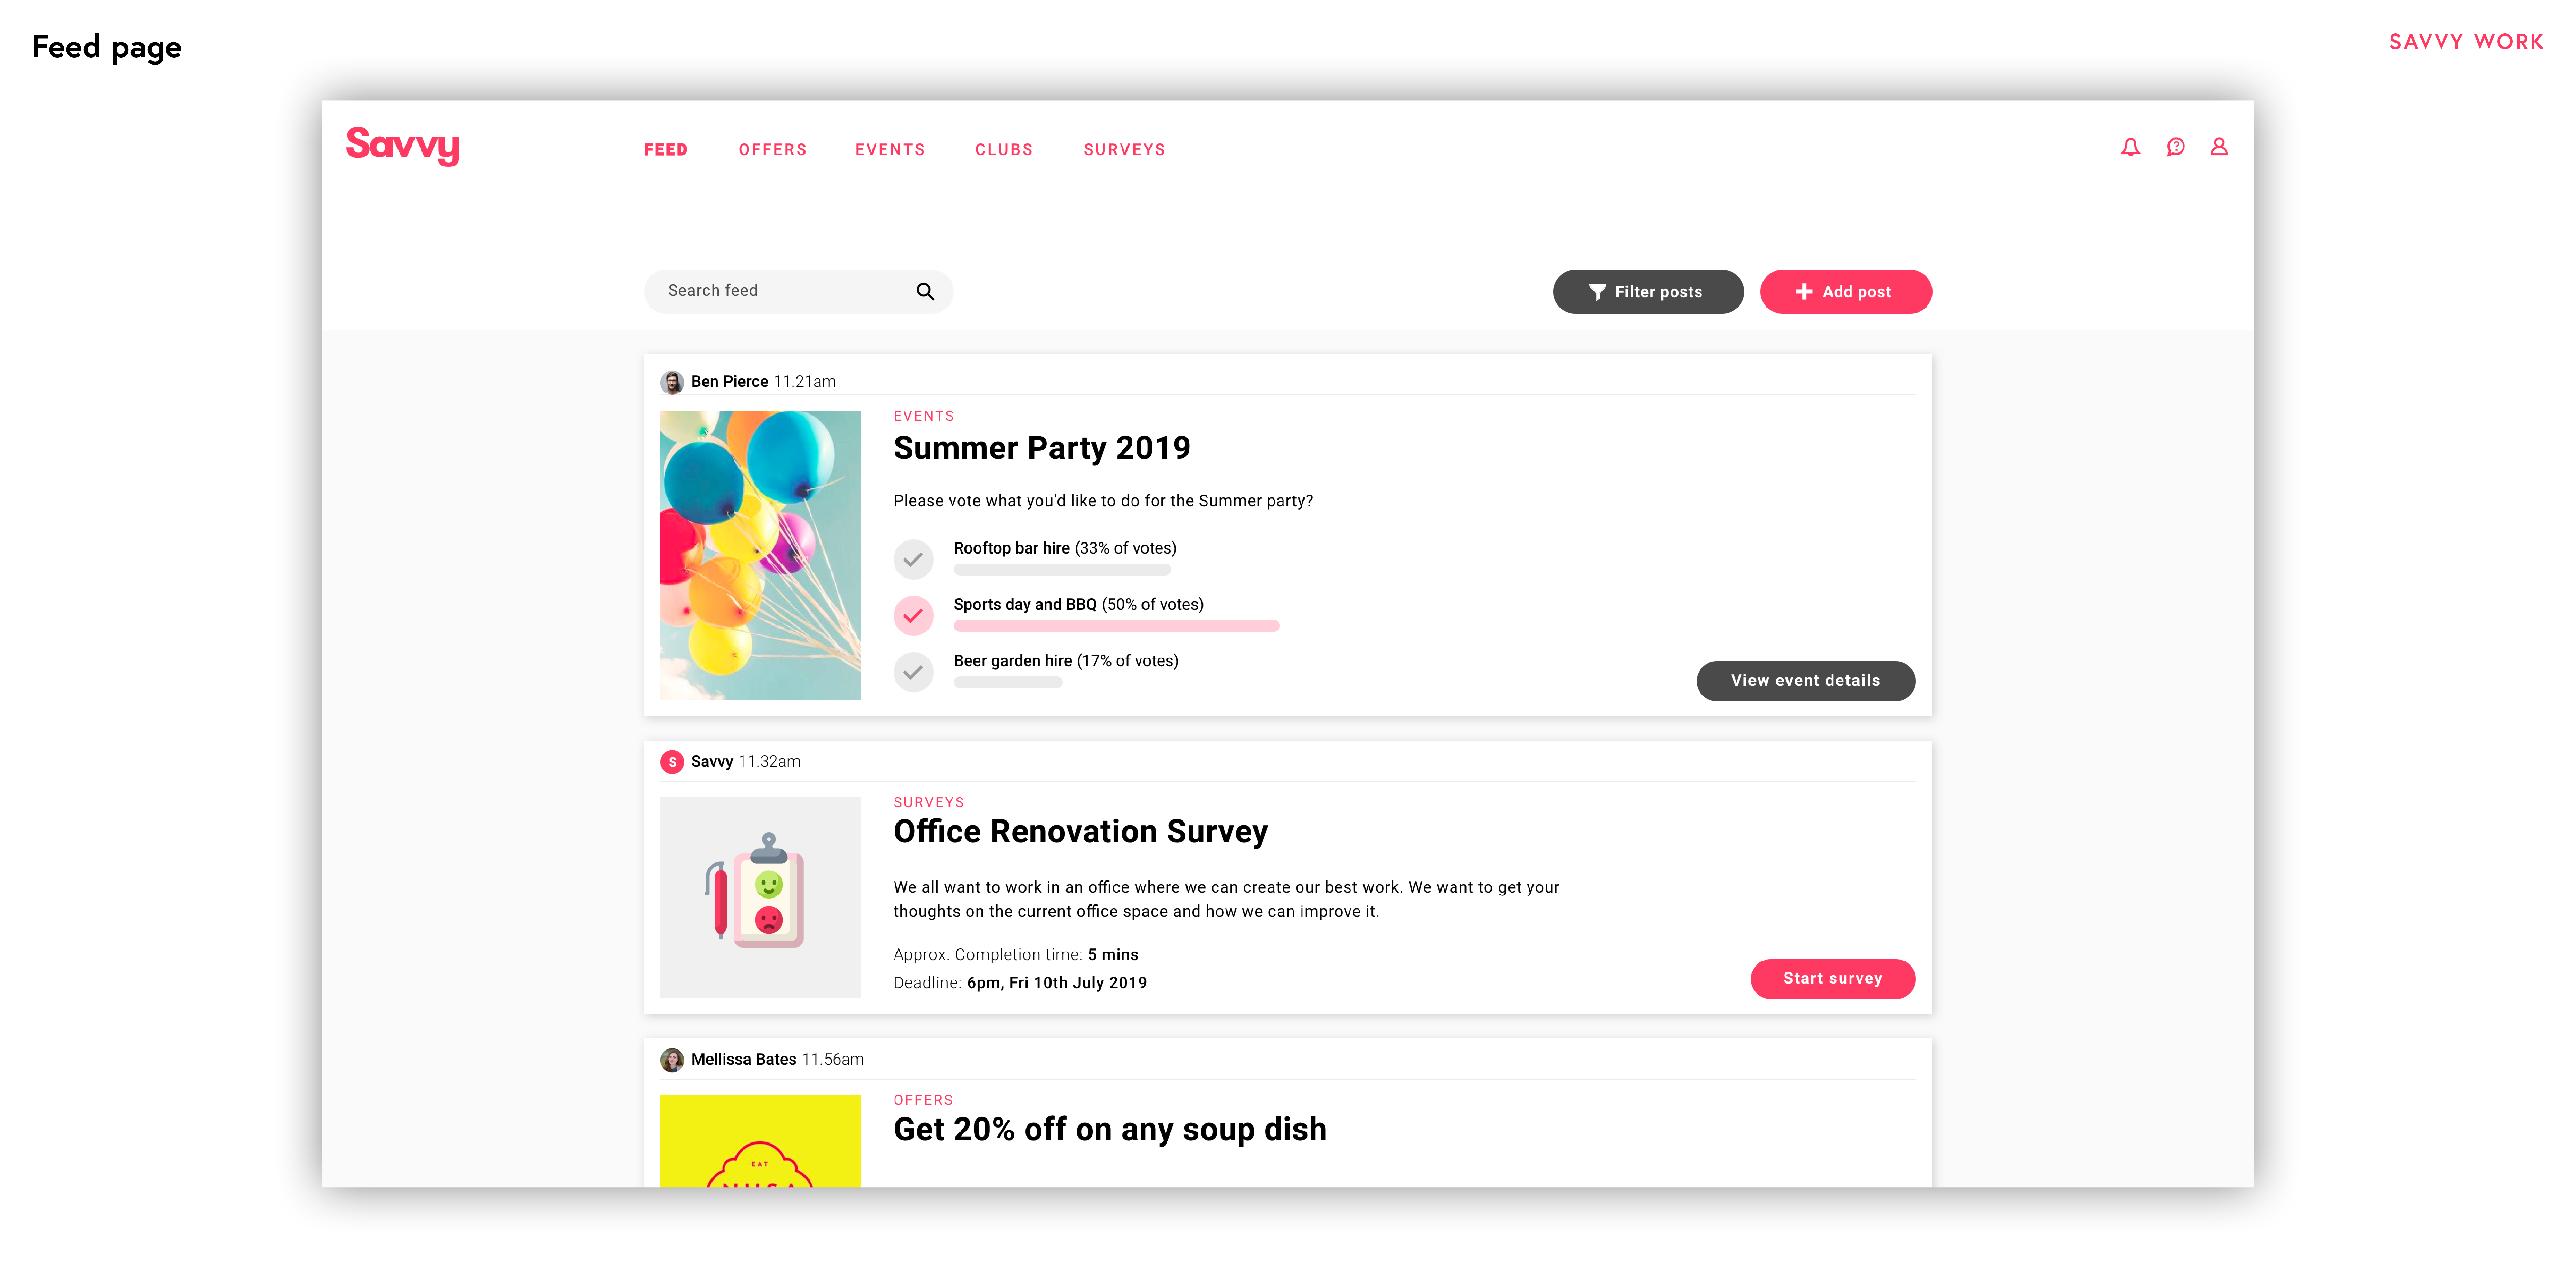 Feed page
SAVVY WORK
Savvy
FEED
OFFERS
EVENTS
CLUBS
SURVEYS
?
Search feed
Filter posts
Add post
Ben Pierce 11.21am
EVENTS
Summer Party 2019
Please vote what you’d like to do for the Summer party?
Rooftop bar hire (33% of votes)
Sports day and BBQ (50% of votes)
Beer garden hire (17% of votes)
View event details
S
Savvy 11.32am
SURVEYS
Office Renovation Survey
We all want to work in an office where we can create our best work. We want to get your
thoughts on the current office space and how we can improve it.
Approx. Completion time: 5 mins
Deadline: 6pm, Fri 10th July 2019
Start survey
Mellissa Bates 11.56am
OFFERS
Get 20% off on any soup dish
EAT